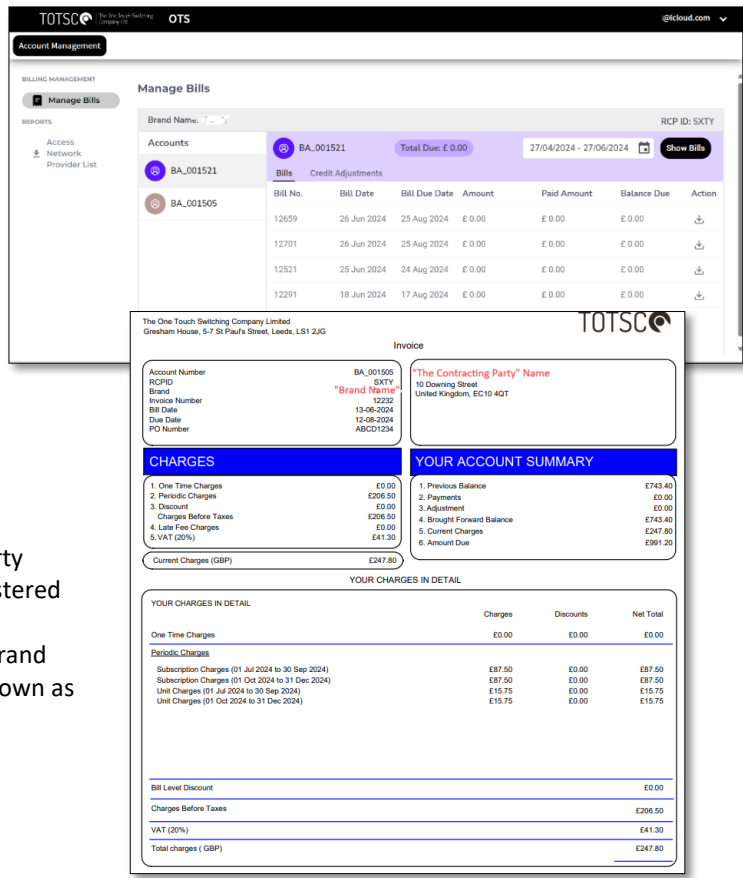 TOTSCO The One Touch Switching Company Ltd OTS @icloud.com
Account Management
BILLING MANAGEMENT
Manage Bills
REPORTS
Access Network Provider List
Manage Bills
Brand Name: RCP ID: SXTY
Accounts
BA_001521
BA_001505
BA_001521 Total Due: £ 0.00 27/04/2024 - 27/06/2024 Show Bills
Bills Credit Adjustments
Bill No. Bill Date Bill Due Date Amount Paid Amount Balance Due Action
12659 26 Jun 2024 25 Aug 2024 £ 0.00 £ 0.00 £ 0.00
12701 26 Jun 2024 25 Aug 2024 £ 0.00 £ 0.00 £ 0.00
12521 25 Jun 2024 24 Aug 2024 £ 0.00 £ 0.00 £ 0.00
12291 18 Jun 2024 17 Aug 2024 £ 0.00 £ 0.00 £ 0.00
The One Touch Switching Company Limited
Gresham House, 5-7 St Paul's Street, Leeds, LS1 2JG
TOTSCO
Invoice
Account Number BA_001505
RCPID SXTY
Brand "Brand Name"
Invoice Number 12232
Bill Date 13-06-2024
Due Date 12-08-2024
PO Number ABCD1234
"The Contracting Party" Name
10 Downing Street
United Kingdom, EC10 4QT
CHARGES
1. One Time Charges £0.00
2. Periodic Charges £206.50
3. Discount £0.00
Charges Before Taxes £206.50
4. Late Fee Charges £0.00
5. VAT (20%) £41.30
Current Charges (GBP) £247.80
YOUR ACCOUNT SUMMARY
1. Previous Balance £743.40
2. Payments £0.00
3. Adjustment £0.00
4. Brought Forward Balance £743.40
5. Current Charges £247.80
6. Amount Due £991.20
rty
stered
rand
own as
YOUR CHARGES IN DETAIL
YOUR CHARGES IN DETAIL
Charges Discounts Net Total
One Time Charges £0.00 £0.00 £0.00
Periodic Charges
Subscription Charges (01 Jul 2024 to 30 Sep 2024) £87.50 £0.00 £87.50
Subscription Charges (01 Oct 2024 to 31 Dec 2024) £87.50 £0.00 £87.50
Unit Charges (01 Jul 2024 to 30 Sep 2024) £15.75 £0.00 £15.75
Unit Charges (01 Oct 2024 to 31 Dec 2024) £15.75 £0.00 £15.75
Bill Level Discount £0.00
Charges Before Taxes £206.50
VAT (20%) £41.30
Total charges ( GBP) £247.80